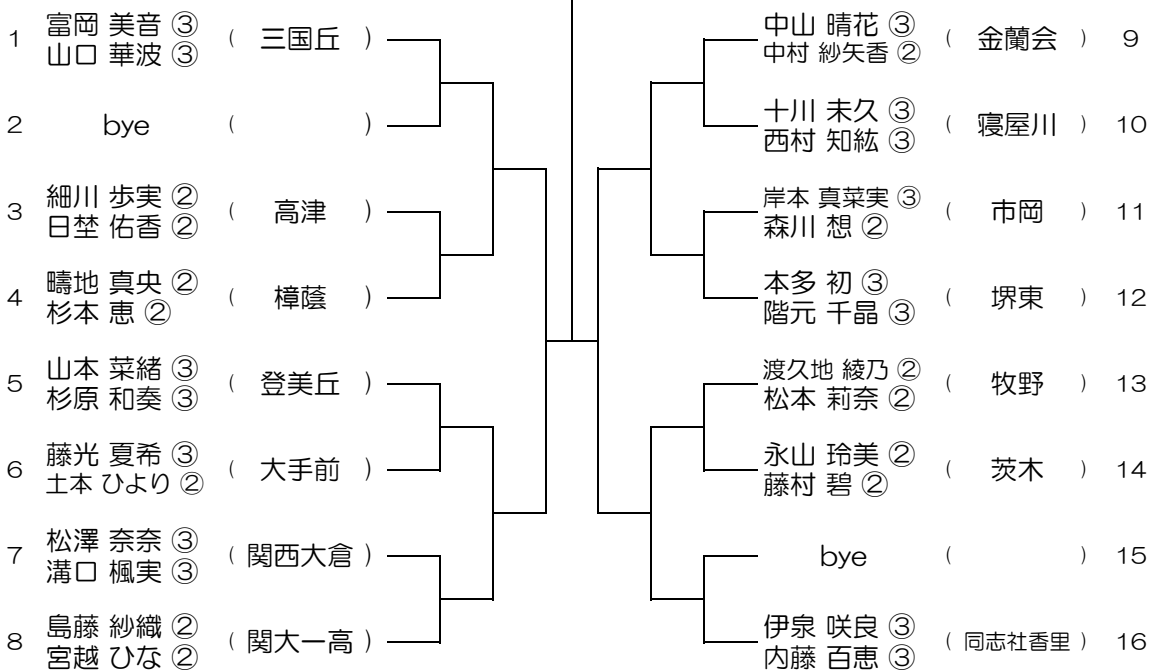 1 富岡 美音 ③ ( 三国丘 )
山口 華波 ③
2 bye ( )
3 細川 歩実 ② ( 高津 )
日埜 佑香 ②
4 疇地 真央 ② ( 樟蔭 )
杉本 恵 ②
5 山本 菜緒 ③ ( 登美丘 )
杉原 和奏 ③
6 藤光 夏希 ③ ( 大手前 )
土本 ひより ②
7 松澤 奈奈 ③ ( 関西大倉 )
溝口 楓実 ③
8 島藤 紗織 ② ( 関大一高 )
宮越 ひな ②
中山 晴花 ③ ( 金蘭会 ) 9
中村 紗矢香 ②
十川 未久 ③ ( 寝屋川 ) 10
西村 知紘 ③
岸本 真菜実 ③ ( 市岡 ) 11
森川 想 ②
本多 初 ③ ( 堺東 ) 12
階元 千晶 ③
渡久地 綾乃 ② ( 牧野 ) 13
松本 莉奈 ②
永山 玲美 ② ( 茨木 ) 14
藤村 碧 ②
bye ( ) 15
伊泉 咲良 ③ ( 同志社香里 ) 16
内藤 百恵 ③